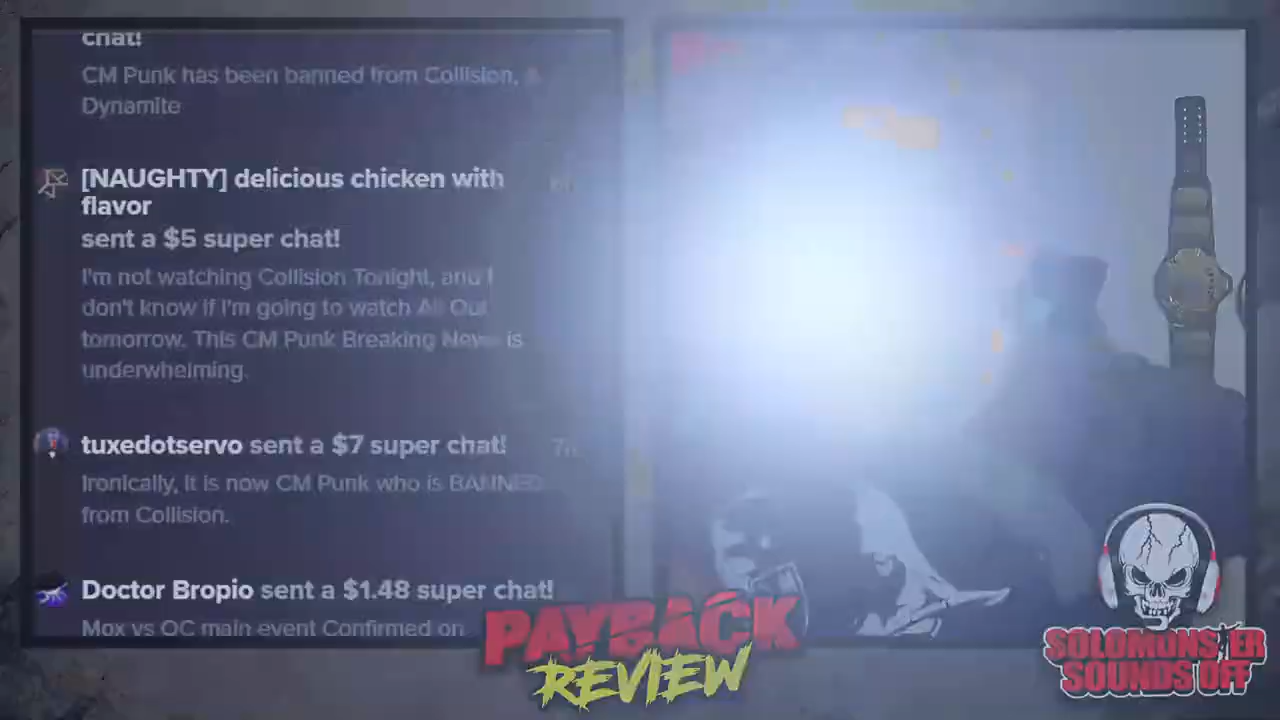 chat!
CM Punk has been banned from Collision, &
Dynamite
[NAUGHTY] delicious chicken with
flavor
sent a $5 super chat!
I'm not watching Collision Tonight, and I
don't know if I'm going to watch All Out
tomorrow. This CM Punk Breaking News is
underwhelming.
tuxedotservo sent a $7 super chat!
Ironically, it is now CM Punk who is BANNED
from Collision.
Doctor Bropio sent a $1.48 super chat!
Mox vs OC main event Confirmed on
PAYBACK
REVIEW
SOLOMONSTER
SOUNDS OFF